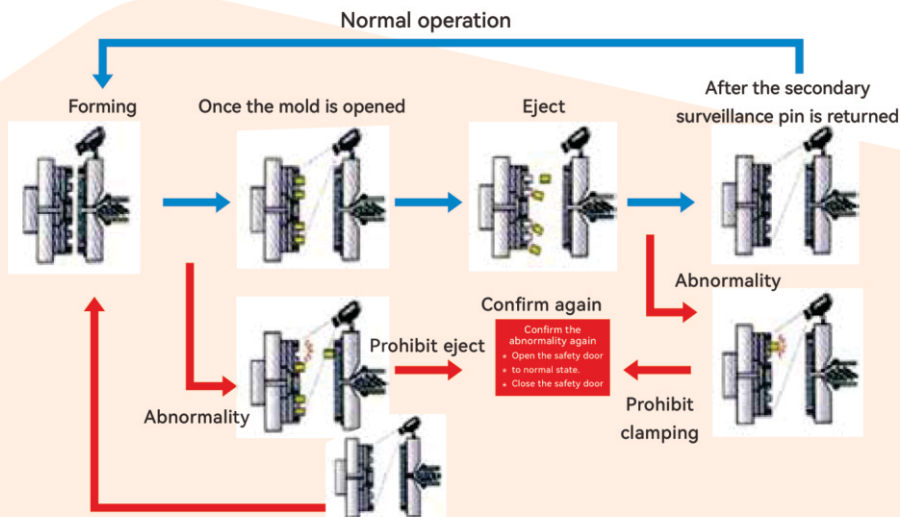 Normal operation
Forming
Once the mold is opened
Eject
After the secondary
surveillance pin is returned
Abnormality
Prohibit eject
Confirm again
Confirm the
abnormality again
* Open the safety door
* to normal state.
* Close the safety door
Abnormality
Prohibit
clamping